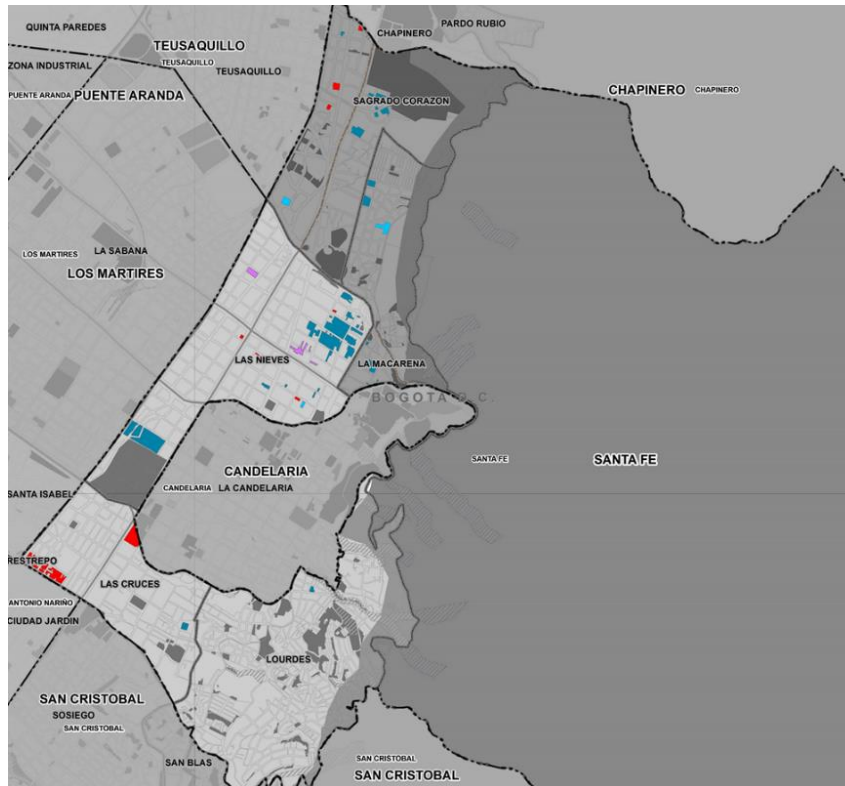 PARDO RUBIO
QUINTA PAREDES
CHAPINERO
TEUSAQUILLO
TEUSAQUILLO
ZONA INDUSTRIAL
TEUSAQUILLO
CHAPINERO
CHAPINERO
PUENTE ARANDA
PUENTE ARANDA
SAGRADO CORAZON
LA SABANA
LOS MARTIRES
LOS MARTIRES
LAS NIEVES
LA MACARENA
BOGOTA D.C.
SANTA FE
SANTA FE
CANDELARIA
CANDELARIA
LA CANDELARIA
SANTA ISABEL
RESTREPO
LAS CRUCES
ANTONIO NARIÑO
CIUDAD JARDIN
LOURDES
SAN CRISTOBAL
SOSIEGO
SAN CRISTOBAL
SAN BLAS
SAN CRISTOBAL
SAN CRISTOBAL